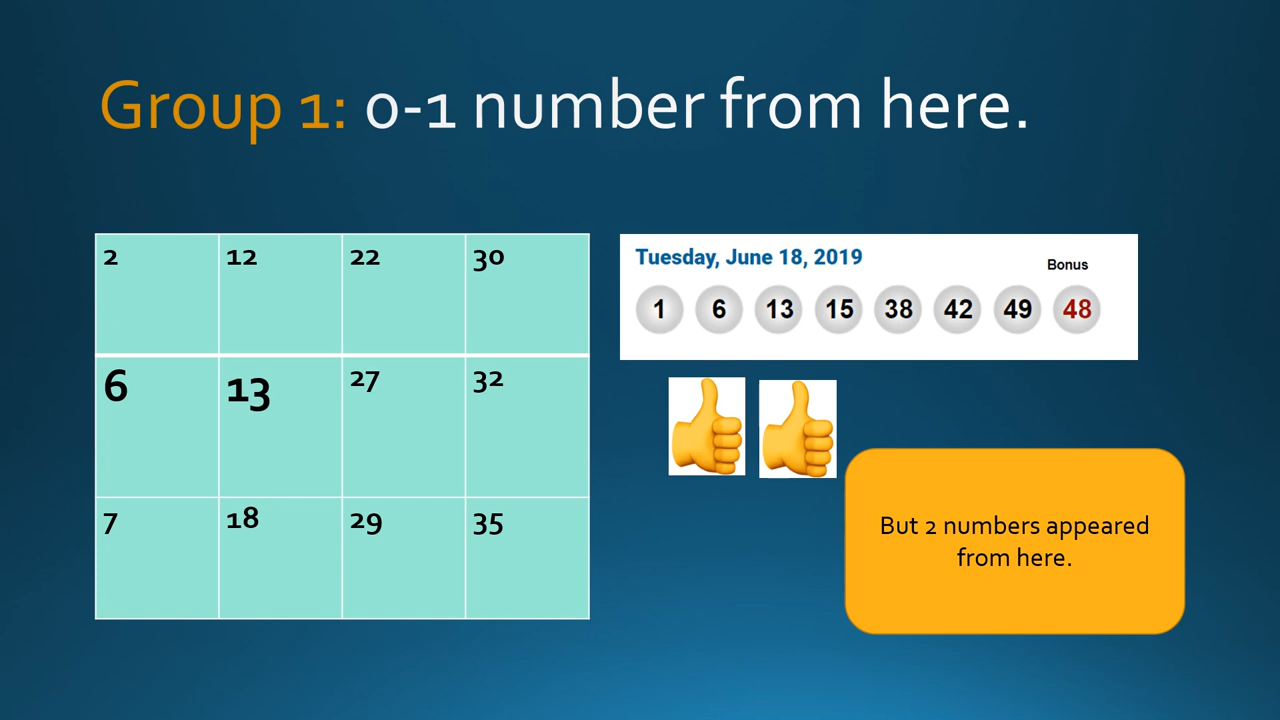 Group 1: 0-1 number from here.
2 12 22 30
6 13 27 32
7 18 29 35
Tuesday, June 18, 2019
Bonus
1 6 13 15 38 42 49 48
But 2 numbers appeared
from here.